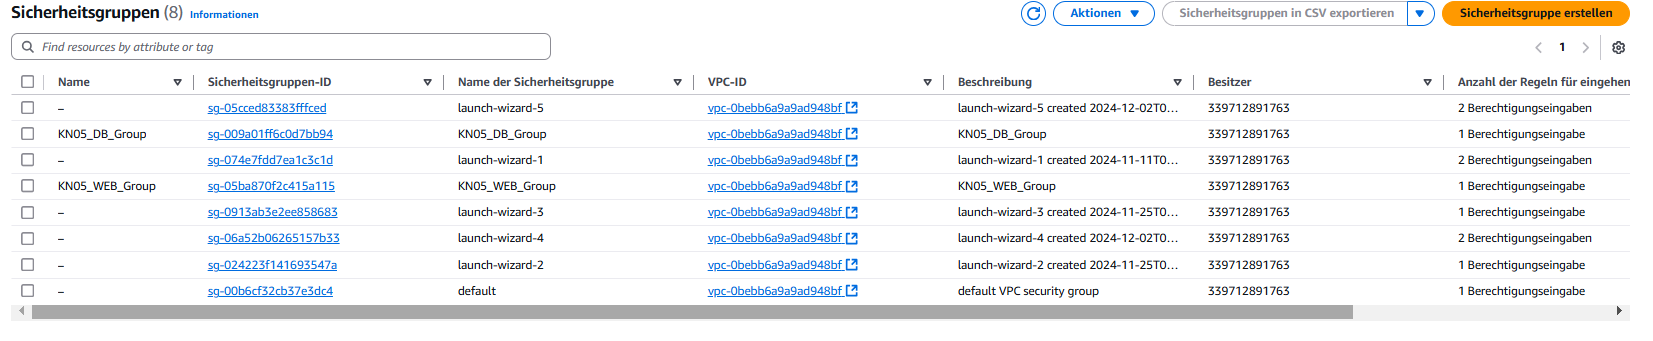 Sicherheitsgruppen (8) Informationen
Aktionen Sicherheitsgruppen in CSV exportieren Sicherheitsgruppe erstellen
Find resources by attribute or tag
1
Name Sicherheitsgruppen-ID Name der Sicherheitsgruppe VPC-ID Beschreibung Besitzer Anzahl der Regeln für eingehen
– sg-05cced83383fffced launch-wizard-5 vpc-0bebb6a9a9ad948bf launch-wizard-5 created 2024-12-02T0... 339712891763 2 Berechtigungseingaben
KN05_DB_Group sg-009a01ff6c0d7bb94 KN05_DB_Group vpc-0bebb6a9a9ad948bf KN05_DB_Group 339712891763 1 Berechtigungseingabe
– sg-074e7fdd7ea1c3c1d launch-wizard-1 vpc-0bebb6a9a9ad948bf launch-wizard-1 created 2024-11-11T0... 339712891763 2 Berechtigungseingaben
KN05_WEB_Group sg-05ba870f2c415a115 KN05_WEB_Group vpc-0bebb6a9a9ad948bf KN05_WEB_Group 339712891763 1 Berechtigungseingabe
– sg-0913ab3e2ee858683 launch-wizard-3 vpc-0bebb6a9a9ad948bf launch-wizard-3 created 2024-11-25T0... 339712891763 1 Berechtigungseingabe
– sg-06a52b06265157b33 launch-wizard-4 vpc-0bebb6a9a9ad948bf launch-wizard-4 created 2024-12-02T0... 339712891763 2 Berechtigungseingaben
– sg-024223f141693547a launch-wizard-2 vpc-0bebb6a9a9ad948bf launch-wizard-2 created 2024-11-25T0... 339712891763 1 Berechtigungseingabe
– sg-00b6cf32cb37e3dc4 default vpc-0bebb6a9a9ad948bf default VPC security group 339712891763 1 Berechtigungseingabe